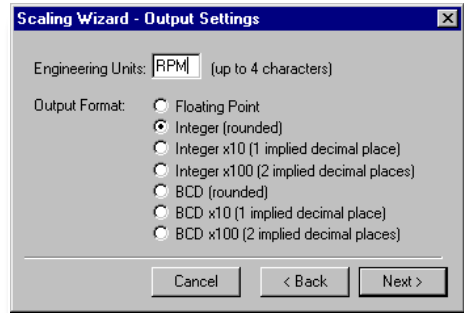 Scaling Wizard - Output Settings
Engineering Units: RPM (up to 4 characters)
Output Format: Floating Point
Integer (rounded)
Integer x10 (1 implied decimal place)
Integer x100 (2 implied decimal places)
BCD (rounded)
BCD x10 (1 implied decimal place)
BCD x100 (2 implied decimal places)
Cancel < Back Next >